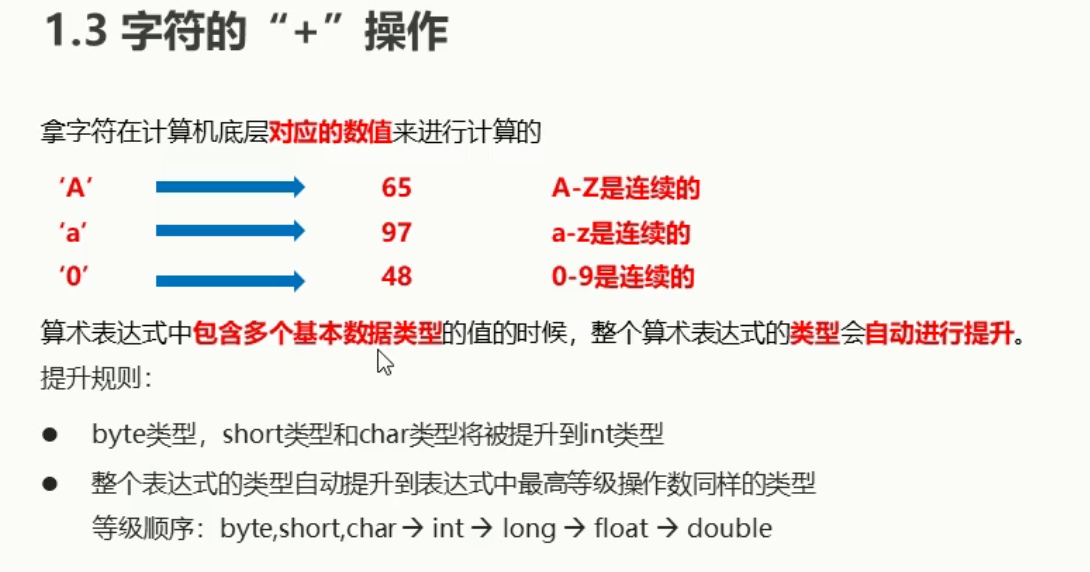 1.3 字符的“+”操作
拿字符在计算机底层对应的数值来进行计算的
‘A’ 65 A-Z是连续的
‘a’ 97 a-z是连续的
‘0’ 48 0-9是连续的
算术表达式中包含多个基本数据类型的值的时候，整个算术表达式的类型会自动进行提升。
提升规则：
● byte类型，short类型和char类型将被提升到int类型
● 整个表达式的类型自动提升到表达式中最高等级操作数同样的类型
等级顺序：byte,short,char → int → long → float → double